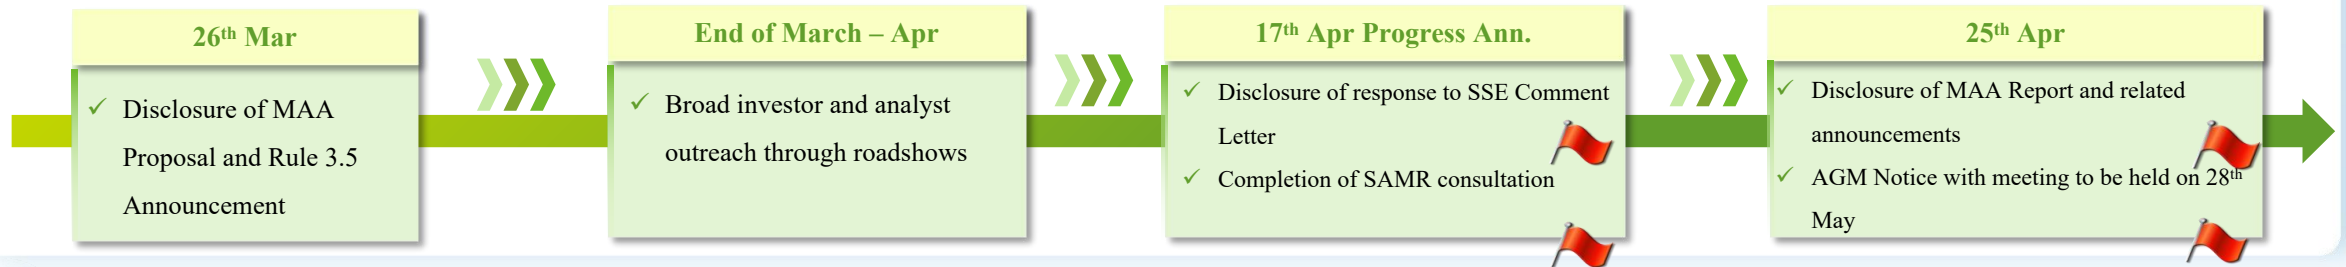 26th Mar
✓ Disclosure of MAA
Proposal and Rule 3.5
Announcement
End of March – Apr
✓ Broad investor and analyst
outreach through roadshows
17th Apr Progress Ann.
✓ Disclosure of response to SSE Comment
Letter
✓ Completion of SAMR consultation
25th Apr
✓ Disclosure of MAA Report and related
announcements
✓ AGM Notice with meeting to be held on 28th
May